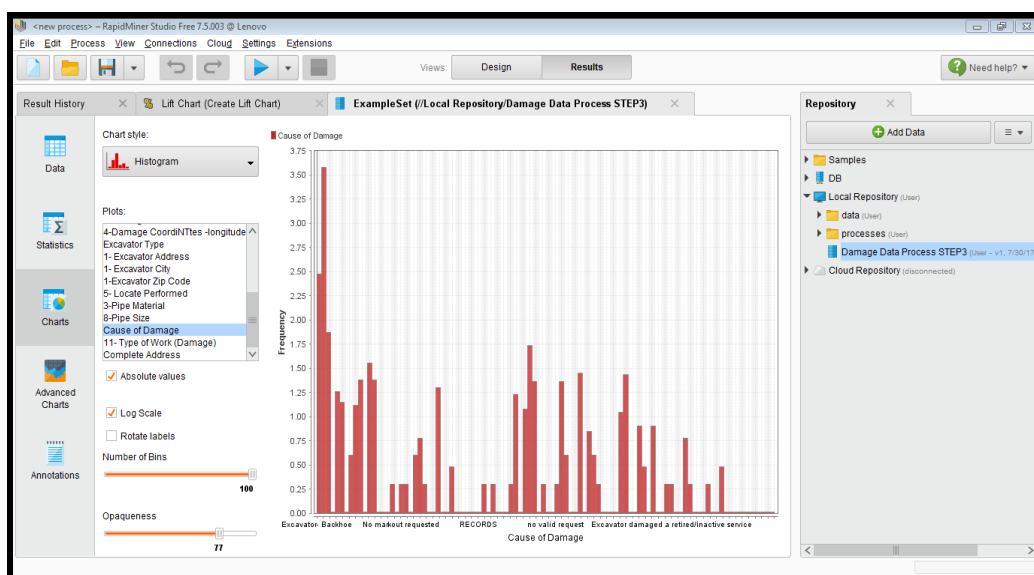 <new process> – RapidMiner Studio Free 7.5.003 @ Lenovo
File Edit Process View Connections Cloud Settings Extensions
Views: Design Results Need help?
Result History Lift Chart (Create Lift Chart) ExampleSet (//Local Repository/Damage Data Process STEP3) Repository
Data
Statistics
Charts
Advanced
Charts
Annotations
Chart style:
Histogram
Plots:
4-Damage CoordiNTtes -longitude
Excavator Type
1- Excavator Address
1- Excavator City
1-Excavator Zip Code
5- Locate Performed
3-Pipe Material
8-Pipe Size
Cause of Damage
11- Type of Work (Damage)
Complete Address
Absolute values
Log Scale
Rotate labels
Number of Bins
100
Opaqueness
77
Cause of Damage
3.75
3.50
3.25
3.00
2.75
2.50
2.25
2.00
1.75
1.50
1.25
1.00
0.75
0.50
0.25
0.00
Frequency
Excavator- Backhoe No markout requested RECORDS no valid request Excavator damaged a retired/inactive service
Cause of Damage
Add Data
Samples
DB
Local Repository (User)
data (User)
processes (User)
Damage Data Process STEP3 (User - v1, 7/30/17
Cloud Repository (disconnected)